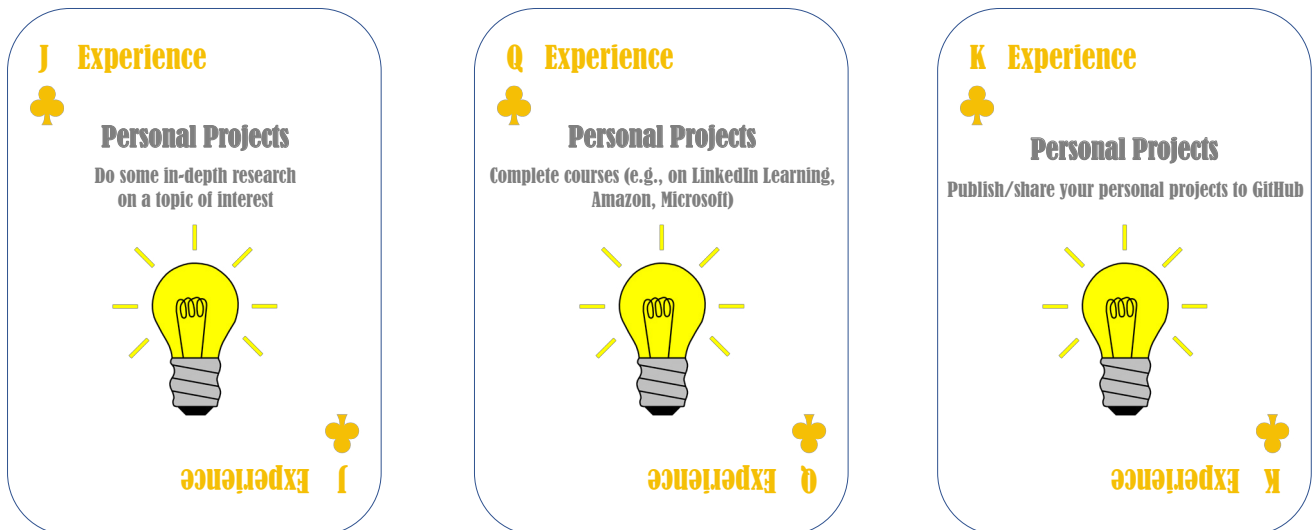 J Experience
Personal Projects
Do some in-depth research
on a topic of interest
J Experience
Q Experience
Personal Projects
Complete courses (e.g., on LinkedIn Learning,
Amazon, Microsoft)
Q Experience
K Experience
Personal Projects
Publish/share your personal projects to GitHub
K Experience